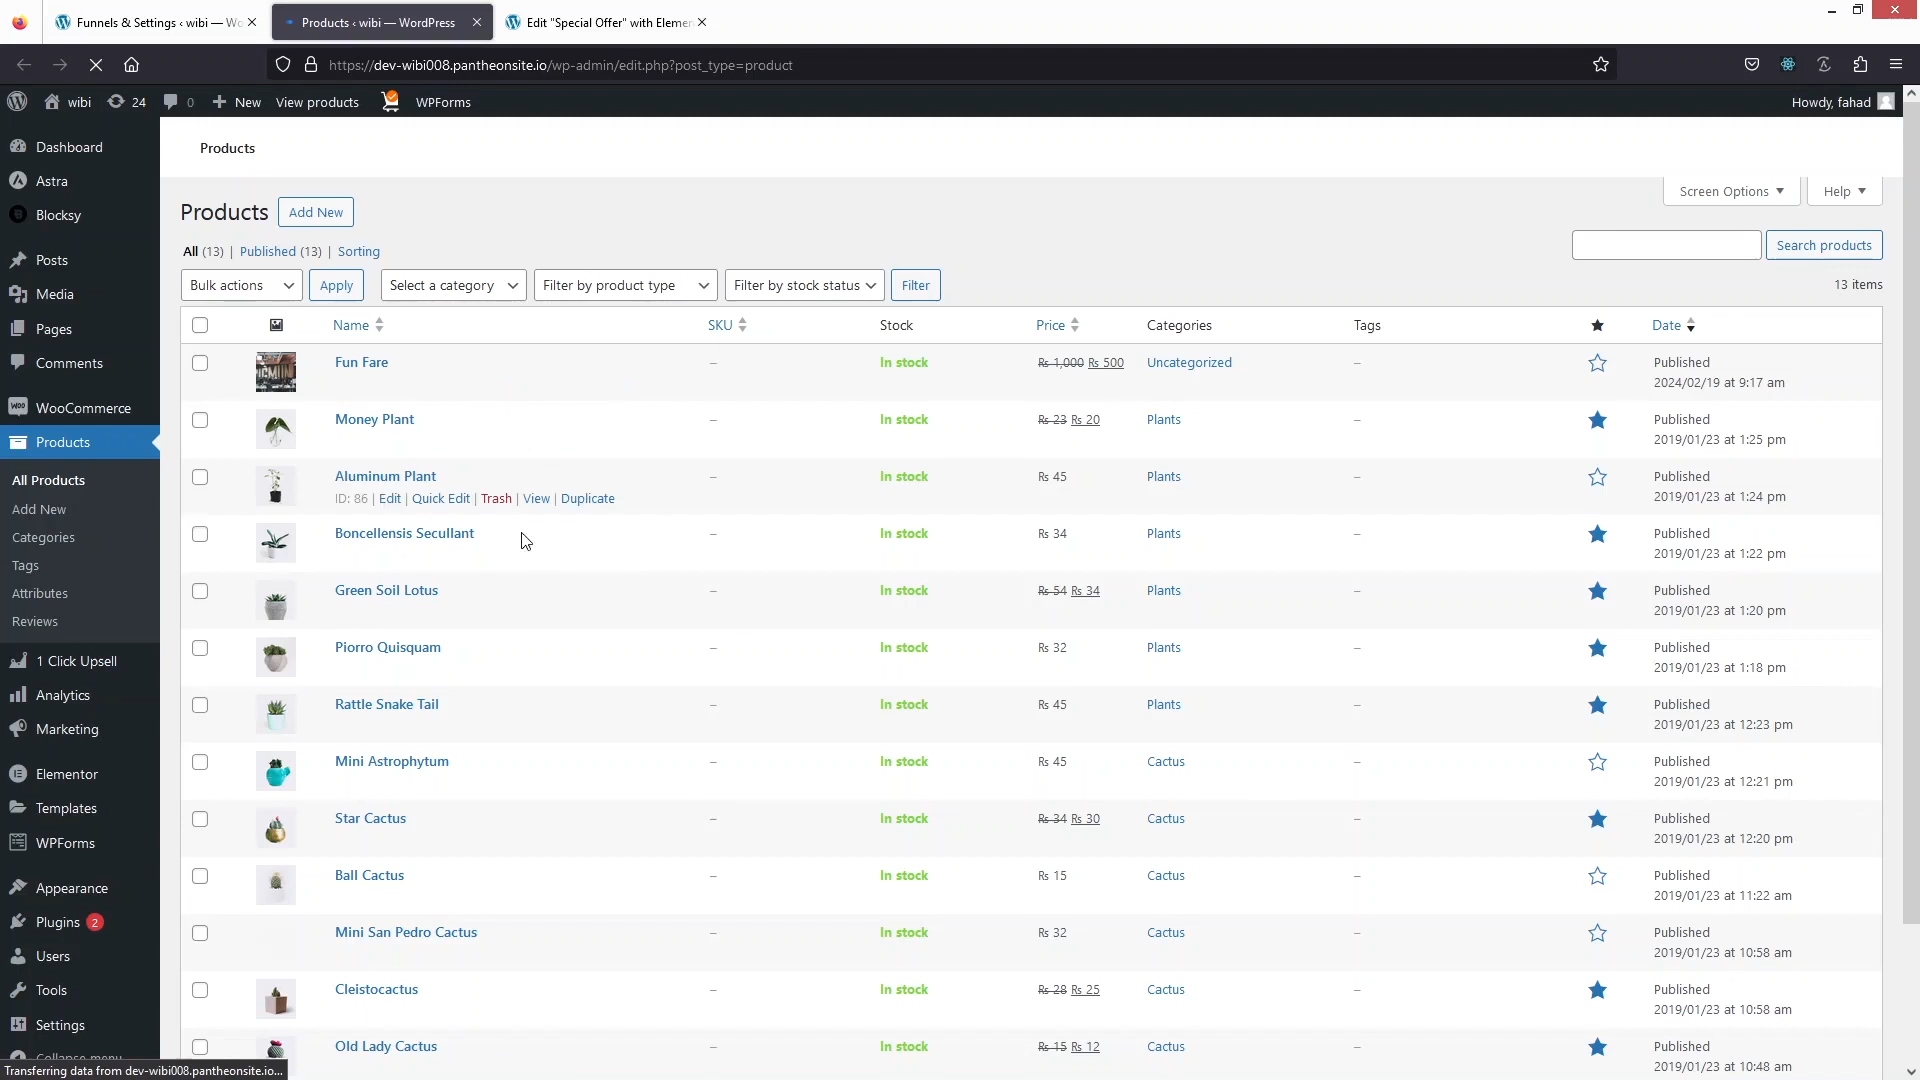 Funnels & Settings ‹ wibi — Wo
Products ‹ wibi — WordPress
Edit "Special Offer" with Elemen
https://dev-wibi008.pantheonsite.io/wp-admin/edit.php?post_type=product
wibi 24 0 New View products WPForms Howdy, fahad
Dashboard
Astra
Blocksy
Posts
Media
Pages
Comments
WooCommerce
Products
All Products
Add New
Categories
Tags
Attributes
Reviews
1 Click Upsell
Analytics
Marketing
Elementor
Templates
WPForms
Appearance
Plugins 2
Users
Tools
Settings
Collapse menu
Transferring data from dev-wibi008.pantheonsite.io...
Products
Screen Options Help
Products Add New
All (13) | Published (13) | Sorting
Search products
Bulk actions Apply Select a category Filter by product type Filter by stock status Filter 13 items
Name SKU Stock Price Categories Tags Date
Fun Fare – In stock Rs 1,000 Rs 500 Uncategorized – Published
2024/02/19 at 9:17 am
Money Plant – In stock Rs 23 Rs 20 Plants – Published
2019/01/23 at 1:25 pm
Aluminum Plant – In stock Rs 45 Plants – Published
ID: 86 | Edit | Quick Edit | Trash | View | Duplicate 2019/01/23 at 1:24 pm
Boncellensis Secullant – In stock Rs 34 Plants – Published
2019/01/23 at 1:22 pm
Green Soil Lotus – In stock Rs 54 Rs 34 Plants – Published
2019/01/23 at 1:20 pm
Piorro Quisquam – In stock Rs 32 Plants – Published
2019/01/23 at 1:18 pm
Rattle Snake Tail – In stock Rs 45 Plants – Published
2019/01/23 at 12:23 pm
Mini Astrophytum – In stock Rs 45 Cactus – Published
2019/01/23 at 12:21 pm
Star Cactus – In stock Rs 34 Rs 30 Cactus – Published
2019/01/23 at 12:20 pm
Ball Cactus – In stock Rs 15 Cactus – Published
2019/01/23 at 11:22 am
Mini San Pedro Cactus – In stock Rs 32 Cactus – Published
2019/01/23 at 10:58 am
Cleistocactus – In stock Rs 28 Rs 25 Cactus – Published
2019/01/23 at 10:58 am
Old Lady Cactus – In stock Rs 15 Rs 12 Cactus – Published
2019/01/23 at 10:48 am